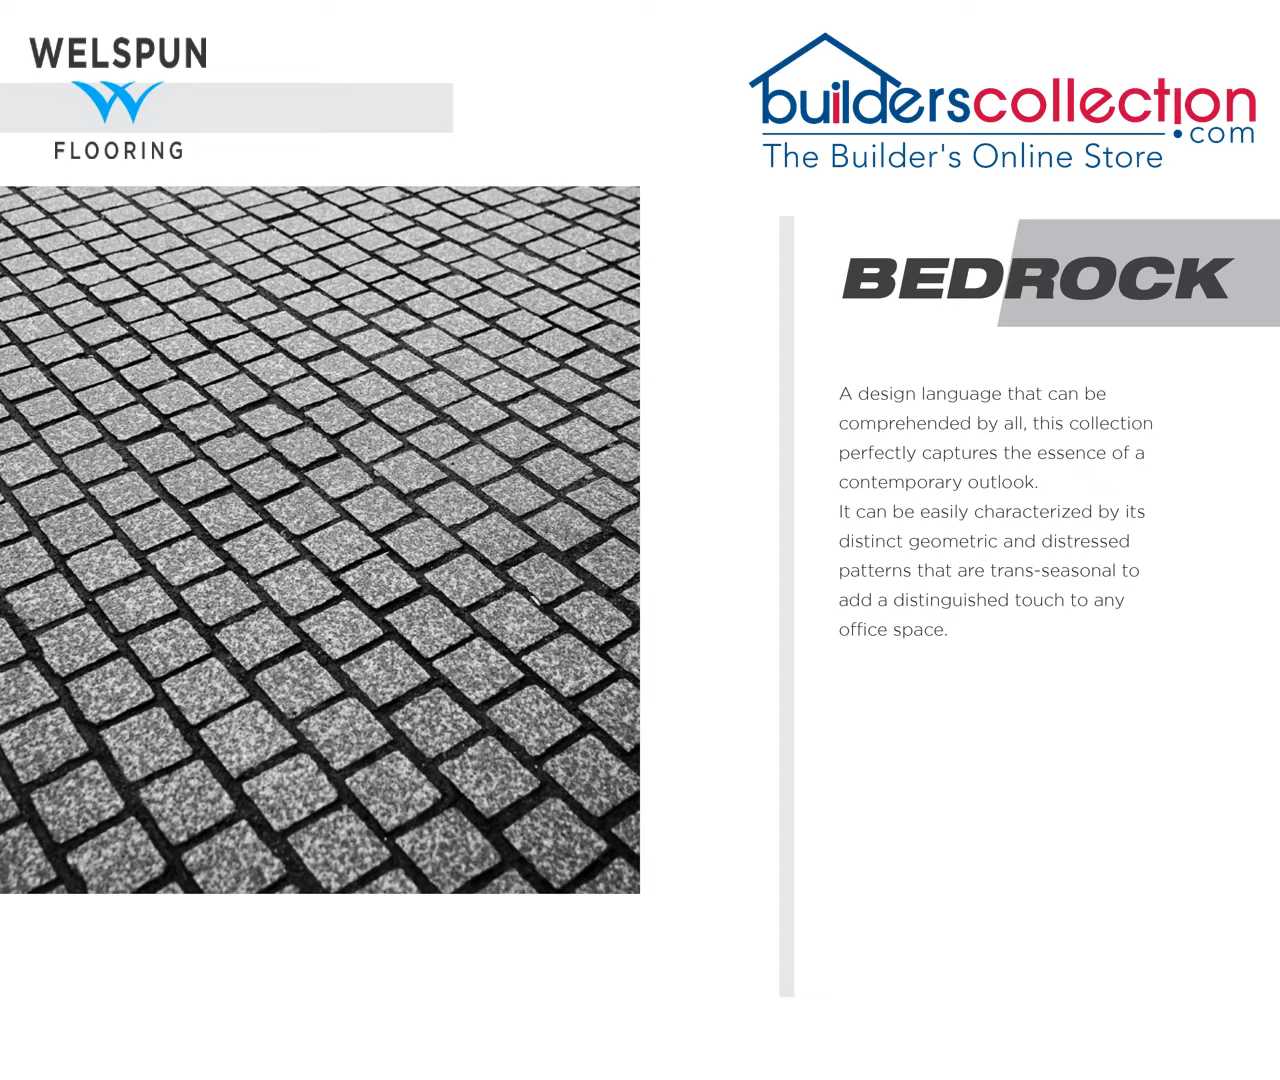 WELSPUN
FLOORING
builderscollection
.com
The Builder's Online Store
BEDROCK
A design language that can be
comprehended by all, this collection
perfectly captures the essence of a
contemporary outlook.
It can be easily characterized by its
distinct geometric and distressed
patterns that are trans-seasonal to
add a distinguished touch to any
office space.